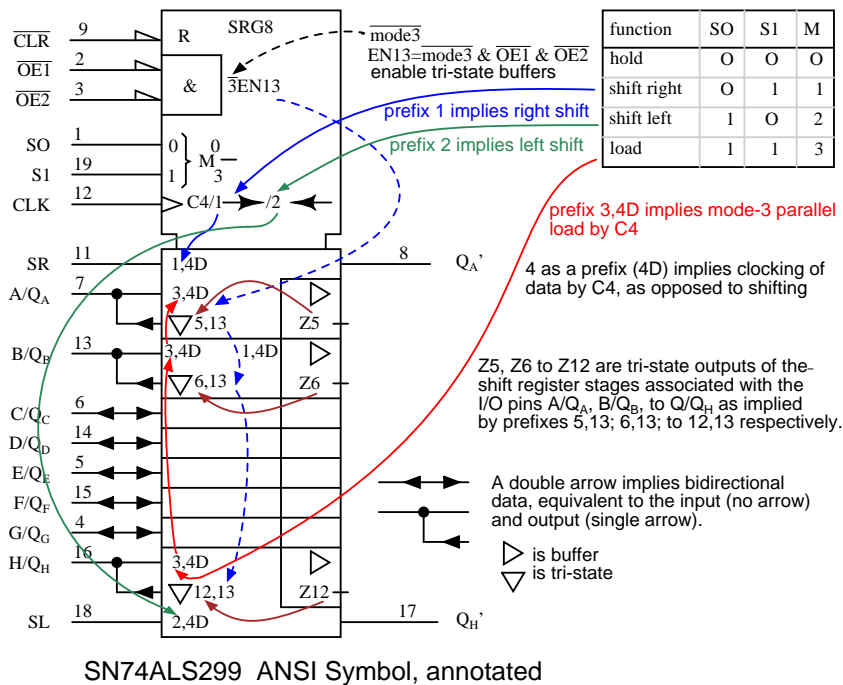 9
CLR
R
SRG8
mode3
EN13=mode3 & OE1 & OE2
enable tri-state buffers
2
OE1
3
OE2
&
3EN13
function SO S1 M
hold O O O
shift right O 1 1
shift left 1 O 2
load 1 1 3
prefix 1 implies right shift
prefix 2 implies left shift
1
SO
0
M
0
19
S1
1
3
12
CLK
C4/1
/2
prefix 3,4D implies mode-3 parallel
load by C4
11
SR
1,4D
8
QA'
4 as a prefix (4D) implies clocking of
data by C4, as opposed to shifting
7
A/QA
3,4D
5,13
Z5
13
B/QB
3,4D
1,4D
6,13
Z6
Z5, Z6 to Z12 are tri-state outputs of the
shift register stages associated with the
I/O pins A/QA, B/QB, to Q/QH as implied
by prefixes 5,13; 6,13; to 12,13 respectively.
6
C/QC
14
D/QD
5
E/QE
15
F/QF
4
G/QG
A double arrow implies bidirectional
data, equivalent to the input (no arrow)
and output (single arrow).
16
H/QH
3,4D
12,13
Z12
is buffer
is tri-state
18
SL
2,4D
17
QH'
SN74ALS299 ANSI Symbol, annotated